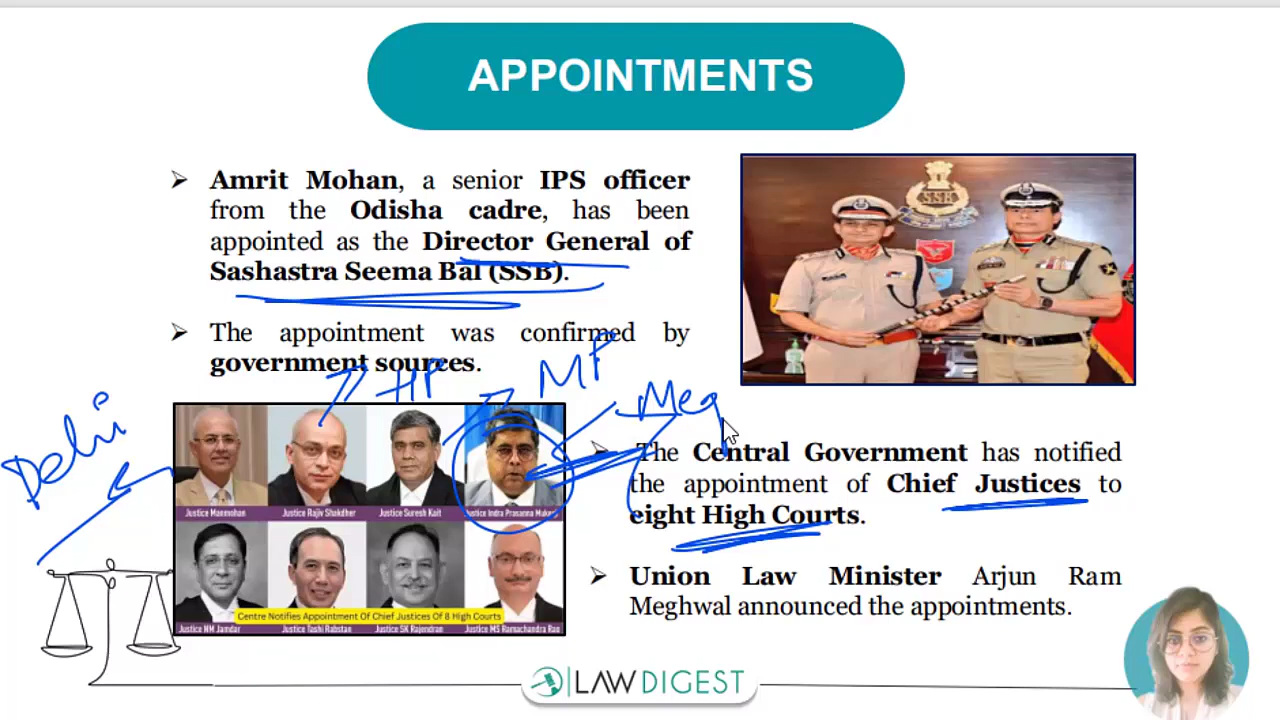 APPOINTMENTS
➢ Amrit Mohan, a senior IPS officer
from the Odisha cadre, has been
appointed as the Director General of
Sashastra Seema Bal (SSB).
➢ The appointment was confirmed by
government sources.
SSB
HP
MP
Meg
Delhi
Justice Manmohan
Justice Rajiv Shakdher
Justice Suresh Kait
Justice Indra Prasanna
Centre Notifies Appointment Of Chief Justices Of 8 High Courts
Justice NM Jamdar
Justice Tashi Rabstan
Justice SK Rajendran
Justice MS Ramachandra Rao
➢ The Central Government has notified
the appointment of Chief Justices to
eight High Courts.
➢ Union Law Minister Arjun Ram
Meghwal announced the appointments.
LAW DIGEST